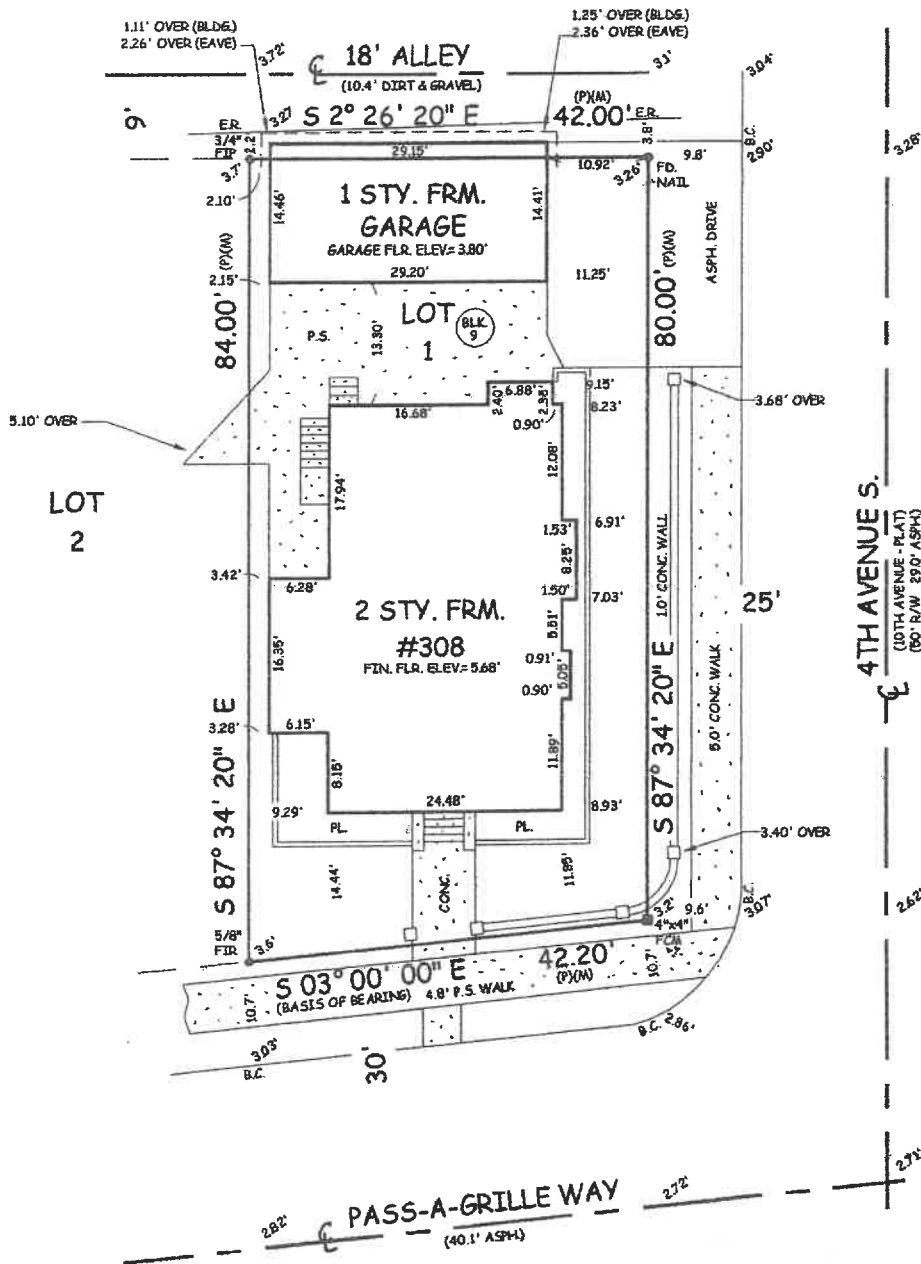 1.11' OVER (BLDG.)
2.26' OVER (EAVE)
1.25' OVER (BLDG.)
2.36' OVER (EAVE)
3.72'
℄ 18' ALLEY
(10.4' DIRT & GRAVEL)
3.1'
3.04'
9'
3.27
S 2° 26' 20" E
(P)(M)
42.00'
E.R.
E.R.
3/4"
FIR
2.2'
3.8'
B.C.
3.7'
29.15'
10.92'
3.26'
FD.
NAIL
9.8'
2.90'
3.28'
2.10'
14.46'
1 STY. FRM.
GARAGE
GARAGE FLR. ELEV.= 3.80'
14.41'
29.20'
11.25'
84.00' (P)(M)
80.00' (P)(M)
ASPH. DRIVE
2.15'
P.S.
13.30'
LOT
1
BLK.
9
6.88'
9.15'
3.68' OVER
16.68'
2.40'
2.38'
8.23'
0.90'
5.10' OVER
12.08'
LOT
2
17.94'
1.53'
6.91'
8.25'
1.50'
7.03'
1.0' CONC. WALL
25'
4TH AVENUE S.
(10TH AVENUE - PLAT)
(50' R/W 29.0' ASPH.)
℄
3.42'
6.28'
2 STY. FRM.
#308
FIN. FLR. ELEV.= 5.68'
5.51'
0.91'
5.05'
0.90'
16.35'
5.0' CONC. WALK
S 87° 34' 20" E
S 87° 34' 20" E
3.28'
6.15'
8.15'
11.89'
24.48"
9.29'
PL.
PL.
8.93'
3.40' OVER
14.44'
CONC.
11.85'
B.C.
3.07'
2.62'
5/8"
FIR
3.6'
3.2'
9.6'
4"x4"
FCM
S 03° 00' 00" E
(BASIS OF BEARING)
42.20'
(P)(M)
10.7'
10.7'
4.8' P.S. WALK
B.C. 2.86'
3.03'
B.C.
30'
2.71'
2.82'
℄ PASS-A-GRILLE WAY
(40.1' ASPH.)
2.72'